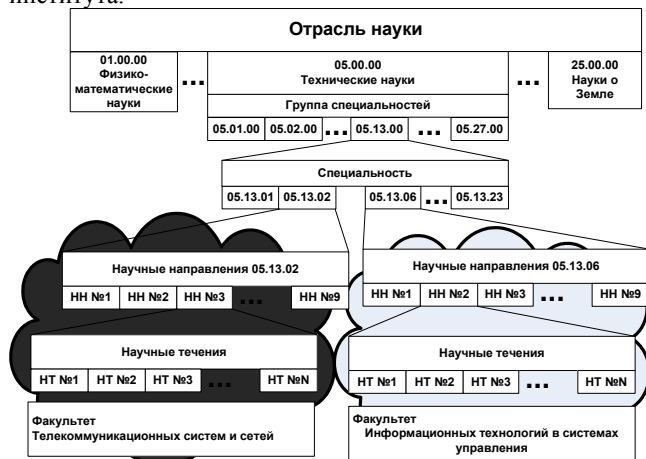 института.
Отрасль науки
01.00.00
Физико-
математические
науки
...
05.00.00
Технические науки
...
25.00.00
Науки о
Земле
Группа специальностей
05.01.00 05.02.00 ... 05.13.00 ... 05.27.00
Специальность
05.13.01 05.13.02 05.13.06 ... 05.13.23
Научные направления 05.13.02
НН №1 НН №2 НН №3 ... НН №9
Научные течения
НТ №1 НТ №2 НТ №3 ... НТ №N
Факультет
Телекоммуникационных систем и сетей
Научные направления 05.13.06
НН №1 НН №2 НН №3 ... НН №9
Научные течения
НТ №1 НТ №2 НТ №3 ... НТ №N
Факультет
Информационных технологий в системах
управления